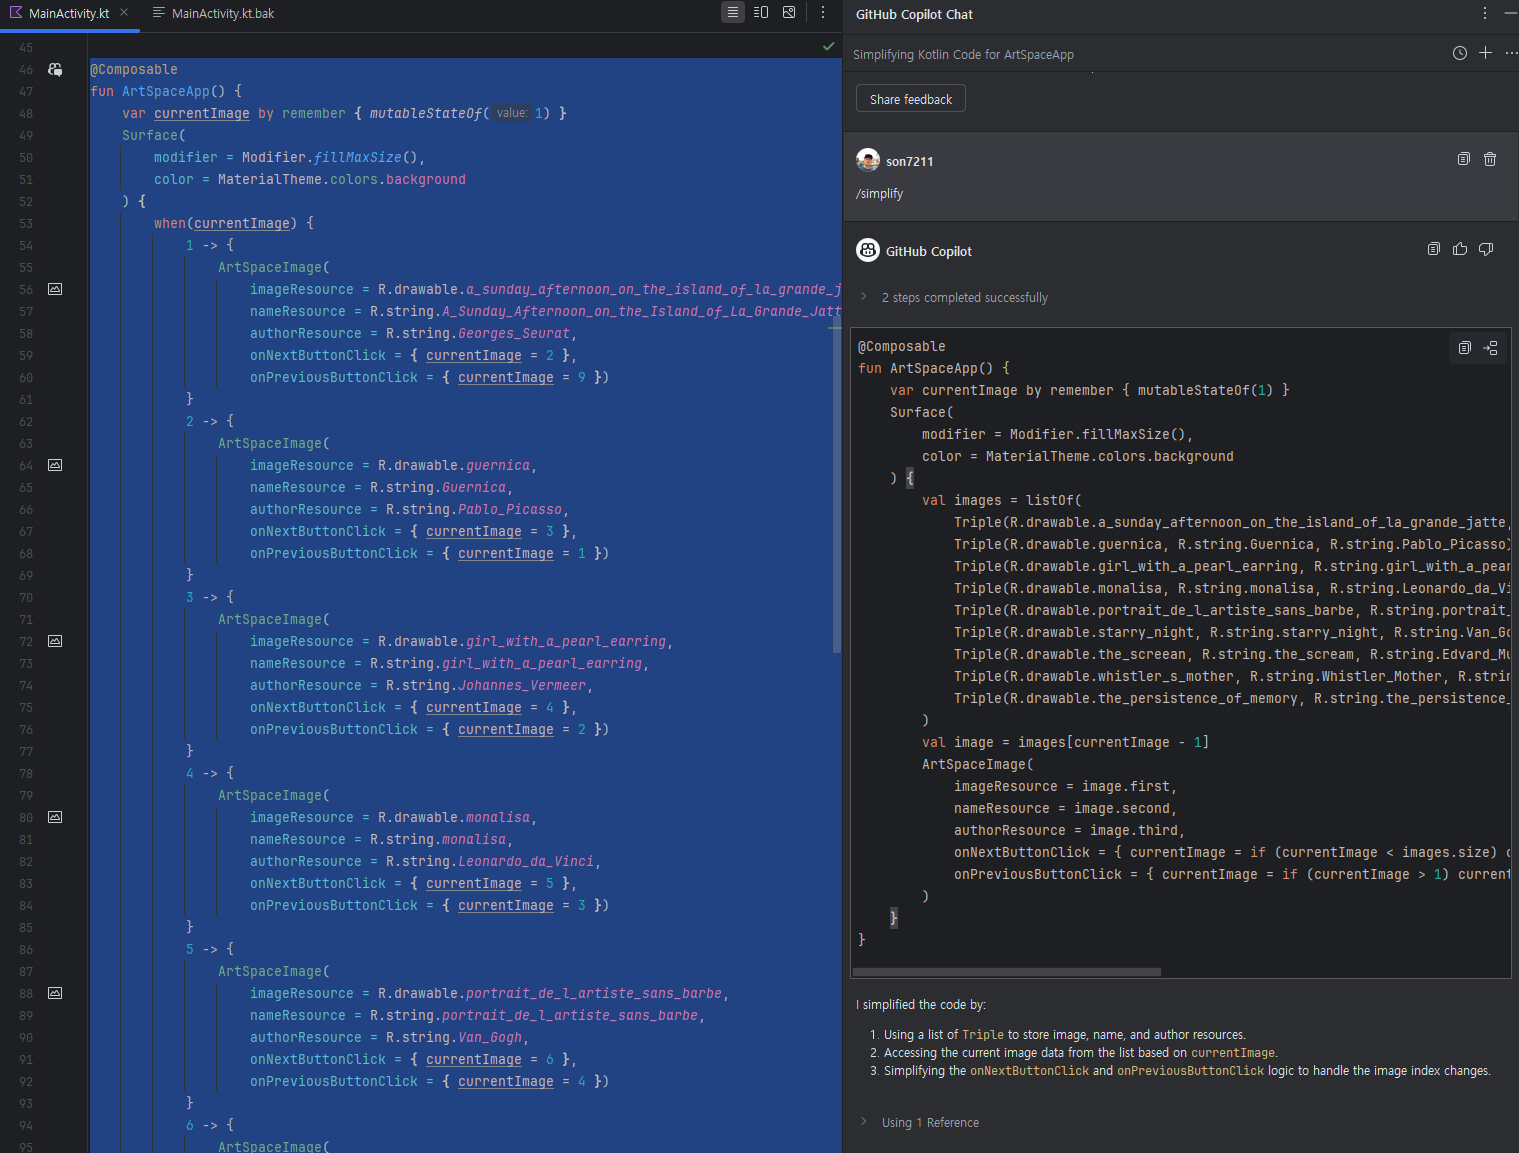 MainActivity.kt
MainActivity.kt.bak
45
46 @Composable
47 fun ArtSpaceApp() {
48 var currentImage by remember { mutableStateOf( value: 1) }
49 Surface(
50 modifier = Modifier.fillMaxSize(),
51 color = MaterialTheme.colors.background
52 ) {
53 when(currentImage) {
54 1 -> {
55 ArtSpaceImage(
56 imageResource = R.drawable.a_sunday_afternoon_on_the_island_of_la_grande_j
57 nameResource = R.string.A_Sunday_Afternoon_on_the_Island_of_La_Grande_Jatt
58 authorResource = R.string.Georges_Seurat,
59 onNextButtonClick = { currentImage = 2 },
60 onPreviousButtonClick = { currentImage = 9 })
61 }
62 2 -> {
63 ArtSpaceImage(
64 imageResource = R.drawable.guernica,
65 nameResource = R.string.Guernica,
66 authorResource = R.string.Pablo_Picasso,
67 onNextButtonClick = { currentImage = 3 },
68 onPreviousButtonClick = { currentImage = 1 })
69 }
70 3 -> {
71 ArtSpaceImage(
72 imageResource = R.drawable.girl_with_a_pearl_earring,
73 nameResource = R.string.girl_with_a_pearl_earring,
74 authorResource = R.string.Johannes_Vermeer,
75 onNextButtonClick = { currentImage = 4 },
76 onPreviousButtonClick = { currentImage = 2 })
77 }
78 4 -> {
79 ArtSpaceImage(
80 imageResource = R.drawable.monalisa,
81 nameResource = R.string.monalisa,
82 authorResource = R.string.Leonardo_da_Vinci,
83 onNextButtonClick = { currentImage = 5 },
84 onPreviousButtonClick = { currentImage = 3 })
85 }
86 5 -> {
87 ArtSpaceImage(
88 imageResource = R.drawable.portrait_de_l_artiste_sans_barbe,
89 nameResource = R.string.portrait_de_l_artiste_sans_barbe,
90 authorResource = R.string.Van_Gogh,
91 onNextButtonClick = { currentImage = 6 },
92 onPreviousButtonClick = { currentImage = 4 })
93 }
94 6 -> {
95 ArtSpaceImage(
GitHub Copilot Chat
Simplifying Kotlin Code for ArtSpaceApp
Share feedback
son7211
/simplify
GitHub Copilot
2 steps completed successfully
@Composable
fun ArtSpaceApp() {
var currentImage by remember { mutableStateOf(1) }
Surface(
modifier = Modifier.fillMaxSize(),
color = MaterialTheme.colors.background
) {
val images = listOf(
Triple(R.drawable.a_sunday_afternoon_on_the_island_of_la_grande_jatte,
Triple(R.drawable.guernica, R.string.Guernica, R.string.Pablo_Picasso)
Triple(R.drawable.girl_with_a_pearl_earring, R.string.girl_with_a_pear
Triple(R.drawable.monalisa, R.string.monalisa, R.string.Leonardo_da_Vi
Triple(R.drawable.portrait_de_l_artiste_sans_barbe, R.string.portrait_
Triple(R.drawable.starry_night, R.string.starry_night, R.string.Van_Go
Triple(R.drawable.the_screean, R.string.the_scream, R.string.Edvard_Mu
Triple(R.drawable.whistler_s_mother, R.string.Whistler_Mother, R.strin
Triple(R.drawable.the_persistence_of_memory, R.string.the_persistence_
)
val image = images[currentImage - 1]
ArtSpaceImage(
imageResource = image.first,
nameResource = image.second,
authorResource = image.third,
onNextButtonClick = { currentImage = if (currentImage < images.size) c
onPreviousButtonClick = { currentImage = if (currentImage > 1) current
)
}
}
I simplified the code by:
1. Using a list of Triple to store image, name, and author resources.
2. Accessing the current image data from the list based on currentImage.
3. Simplifying the onNextButtonClick and onPreviousButtonClick logic to handle the image index changes.
Using 1 Reference